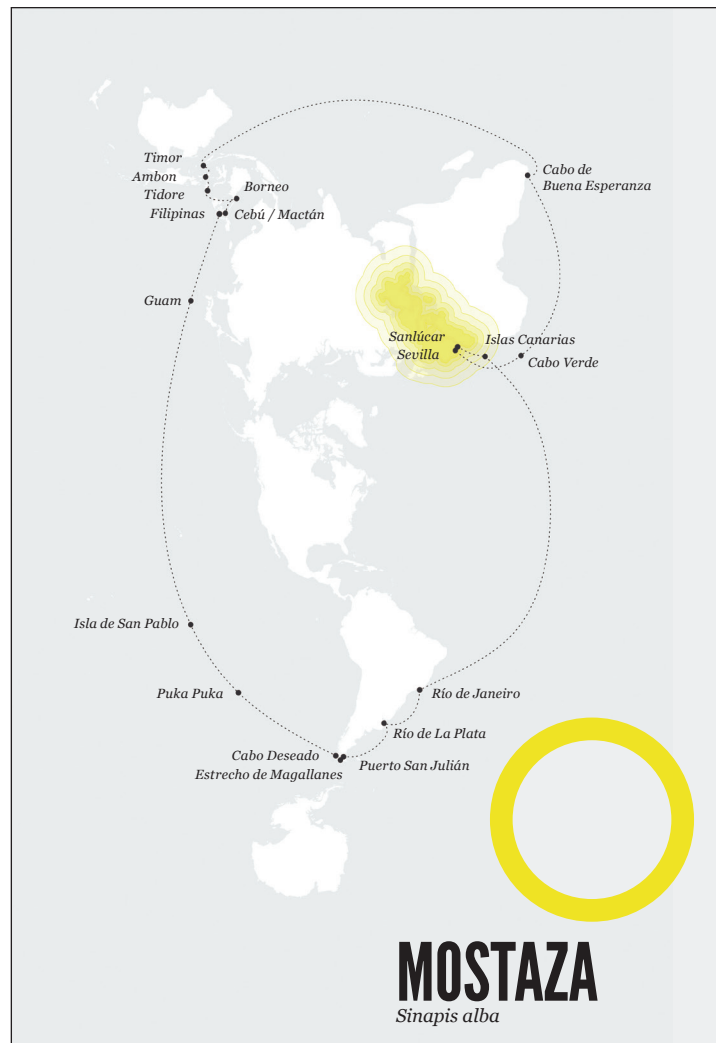 Timor
Ambon
Tidore
Borneo
Filipinas
Cebú / Mactán
Cabo de
Buena Esperanza
Guam
Sanlúcar
Sevilla
Islas Canarias
Cabo Verde
Isla de San Pablo
Puka Puka
Río de Janeiro
Río de La Plata
Cabo Deseado
Estrecho de Magallanes
Puerto San Julián
MOSTAZA
Sinapis alba